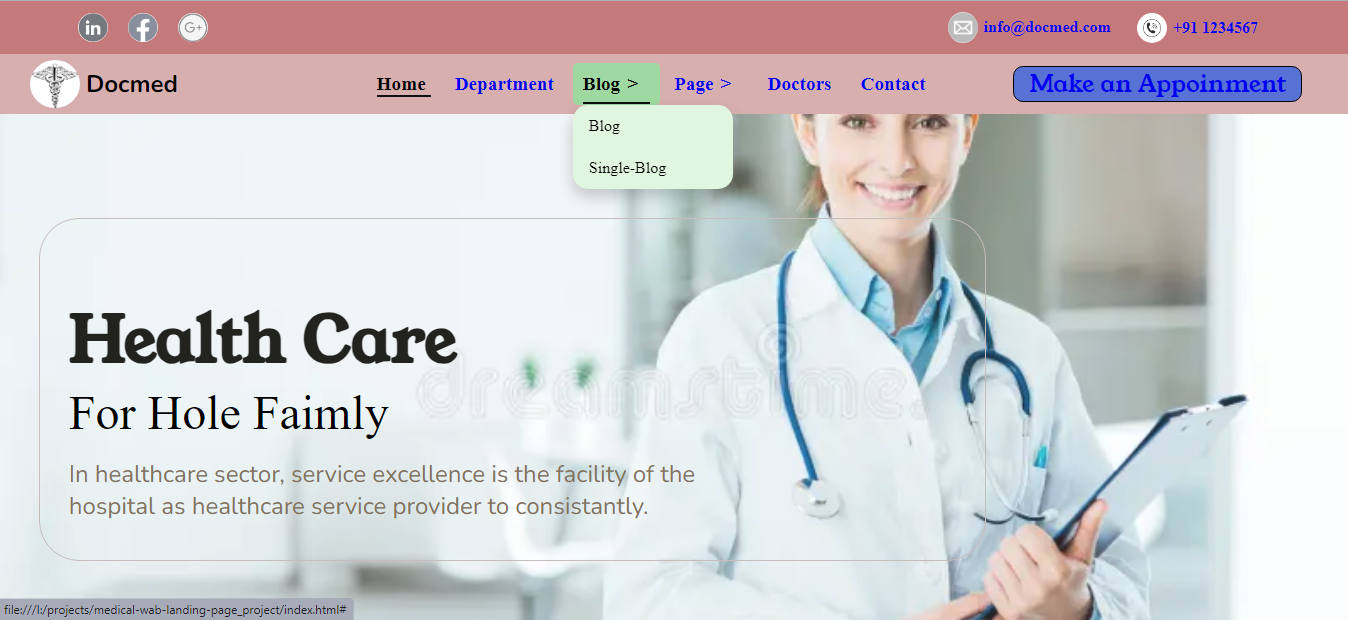 in
f
G+
info@docmed.com
+91 1234567
Docmed
Home
Department
Blog >
Page >
Doctors
Contact
Make an Appoinment
Blog
Single-Blog
Health Care
For Hole Faimly
dreamstime.
In healthcare sector, service excellence is the facility of the
hospital as healthcare service provider to consistantly.
file:///I:/projects/medical-wab-landing-page_project/index.html#